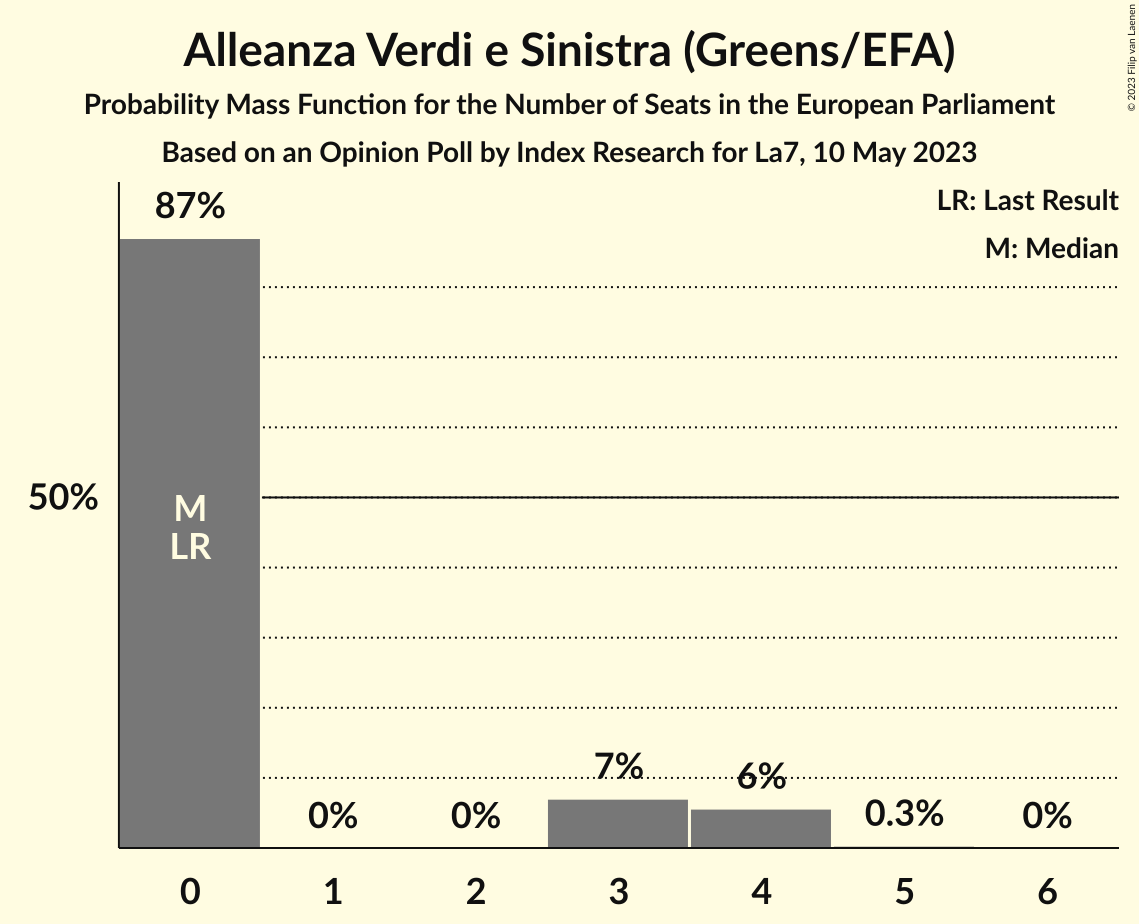 Alleanza Verdi e Sinistra (Greens/EFA)
Probability Mass Function for the Number of Seats in the European Parliament
Based on an Opinion Poll by Index Research for La7, 10 May 2023
© 2023 Filip van Laenen
LR: Last Result
M: Median
87%
50%
M
LR
0%
0%
7%
6%
0.3%
0%
0 1 2 3 4 5 6